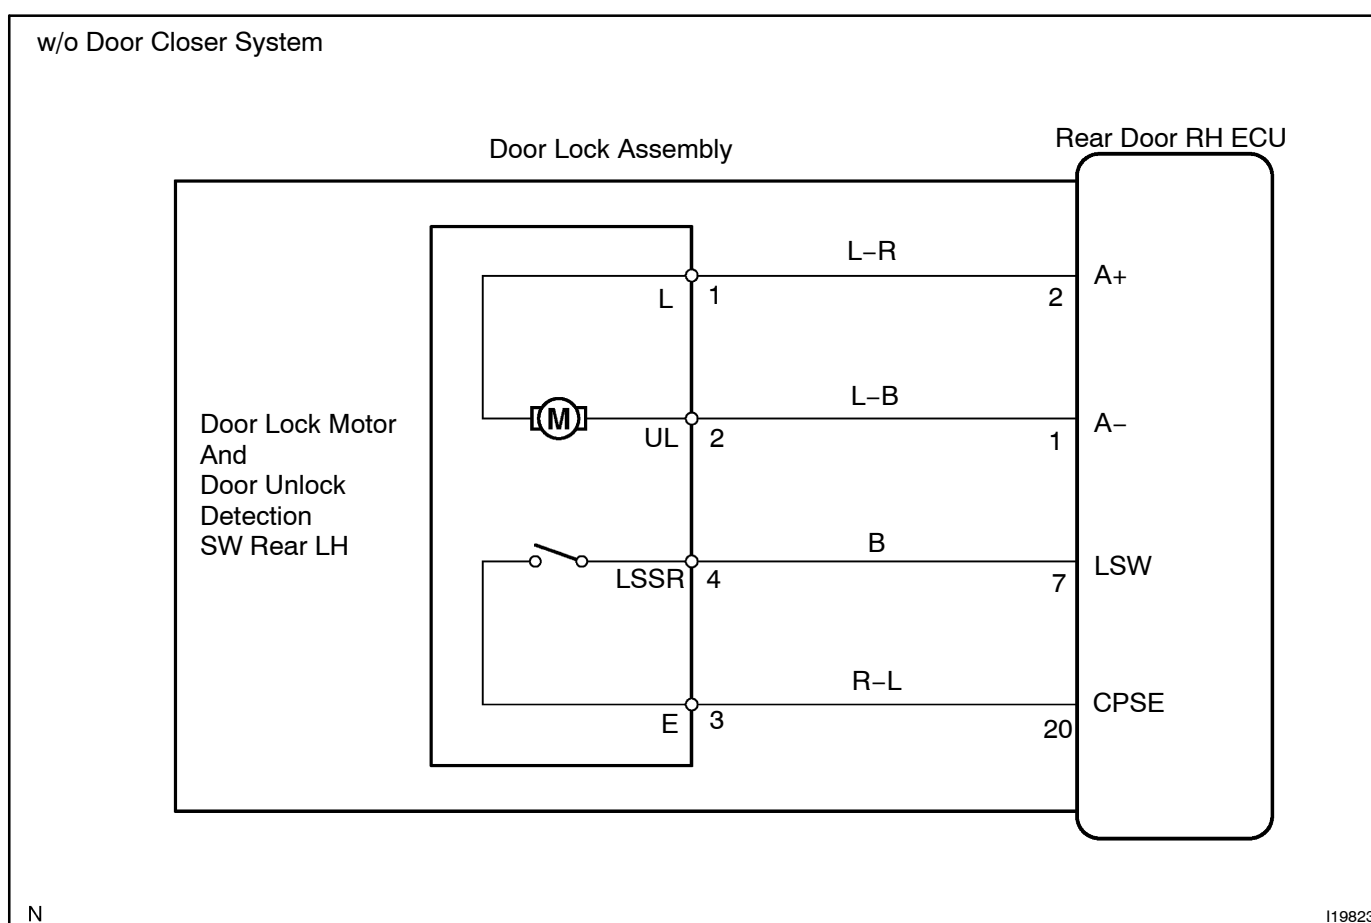 w/o Door Closer System
Door Lock Assembly
Rear Door RH ECU
L−R
L
1
2
A+
L−B
UL
2
1
A−
M
Door Lock Motor
And
Door Unlock
Detection
SW Rear LH
B
LSSR
4
7
LSW
R−L
E
3
20
CPSE
N
I19823